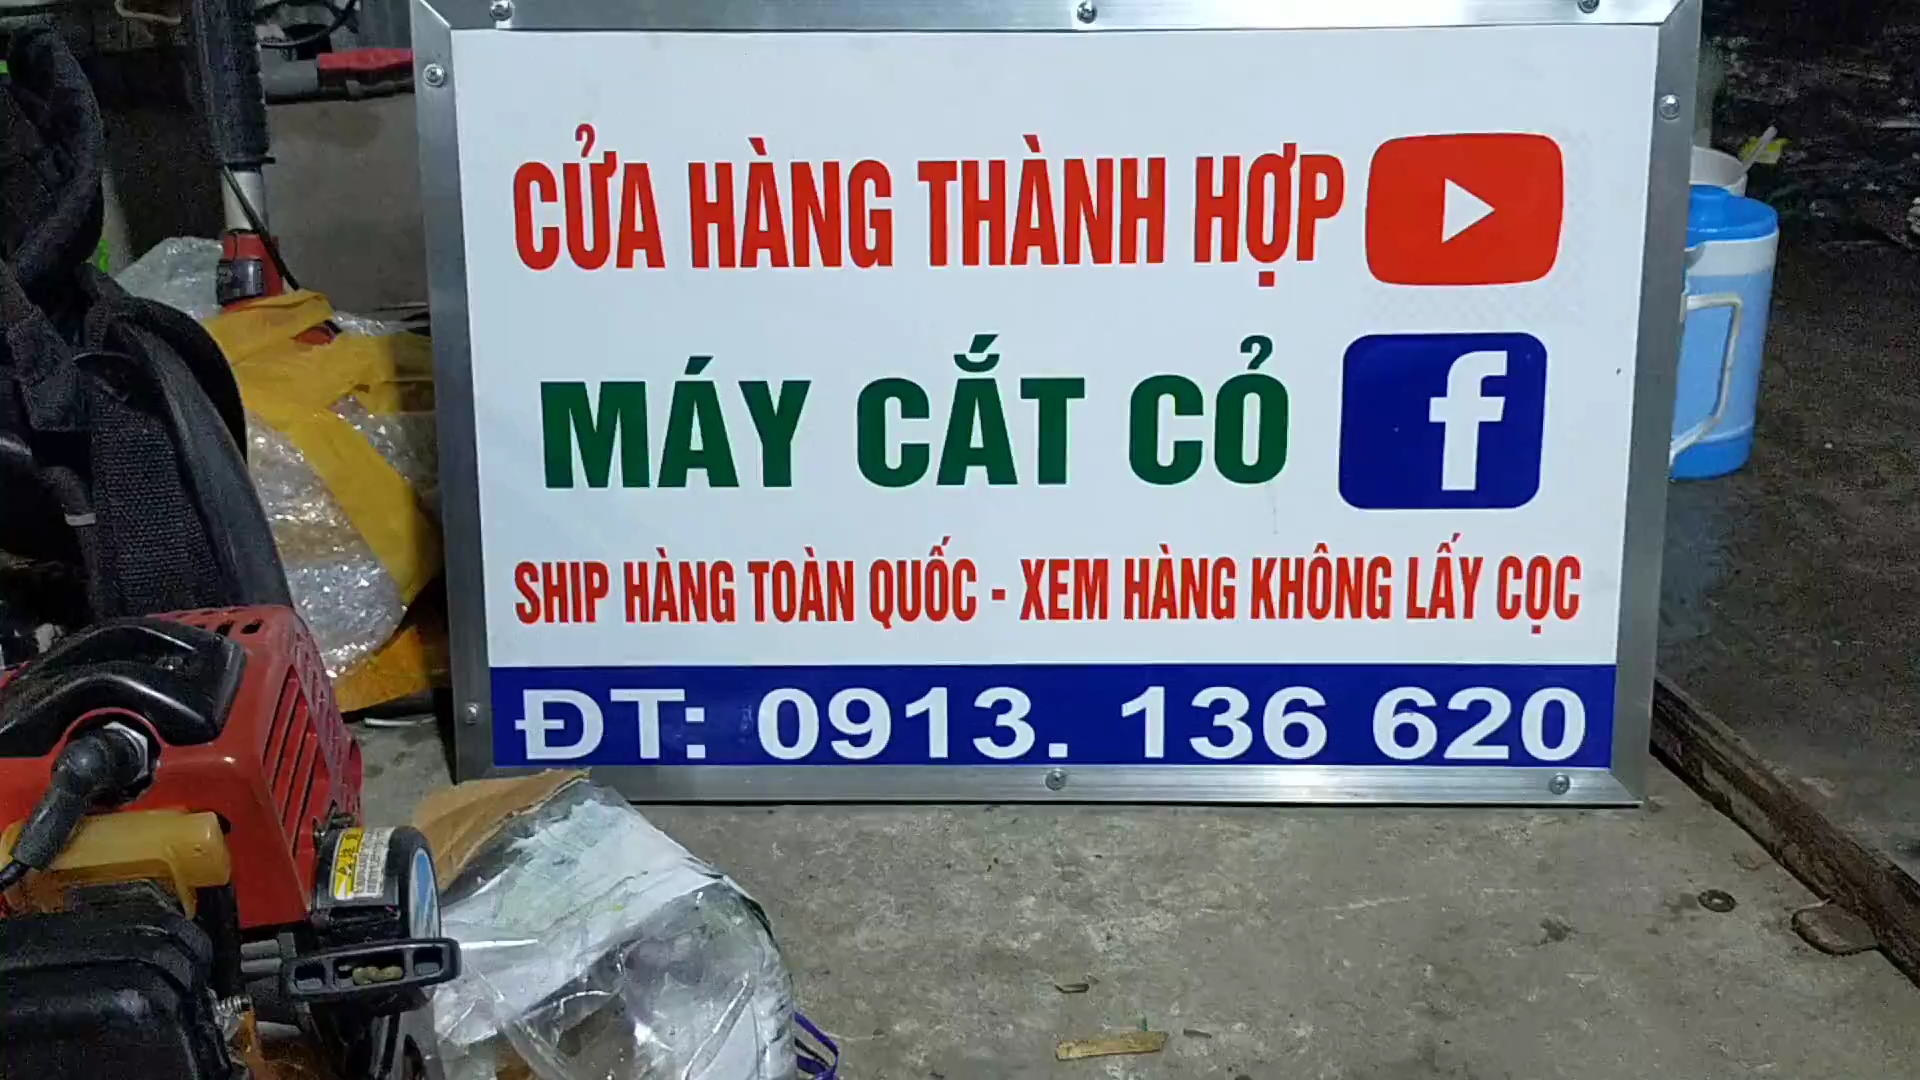 CỬA HÀNG THÀNH HỢP
MÁY CẮT CỎ
SHIP HÀNG TOÀN QUỐC - XEM HÀNG KHÔNG LẤY CỌC
ĐT: 0913. 136 620